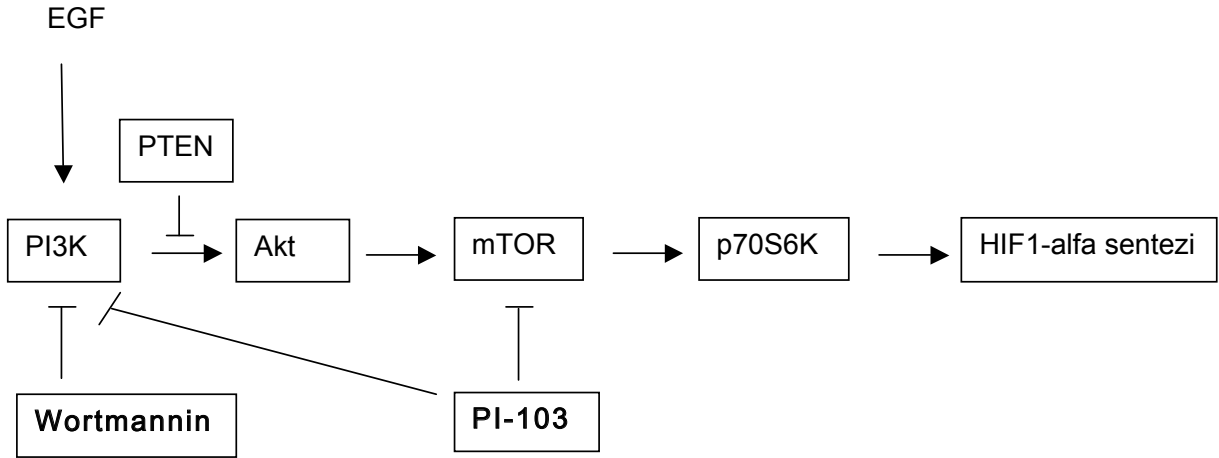 EGF
PTEN
PI3K
Akt
mTOR
p70S6K
HIF1-alfa sentezi
Wortmannin
PI-103